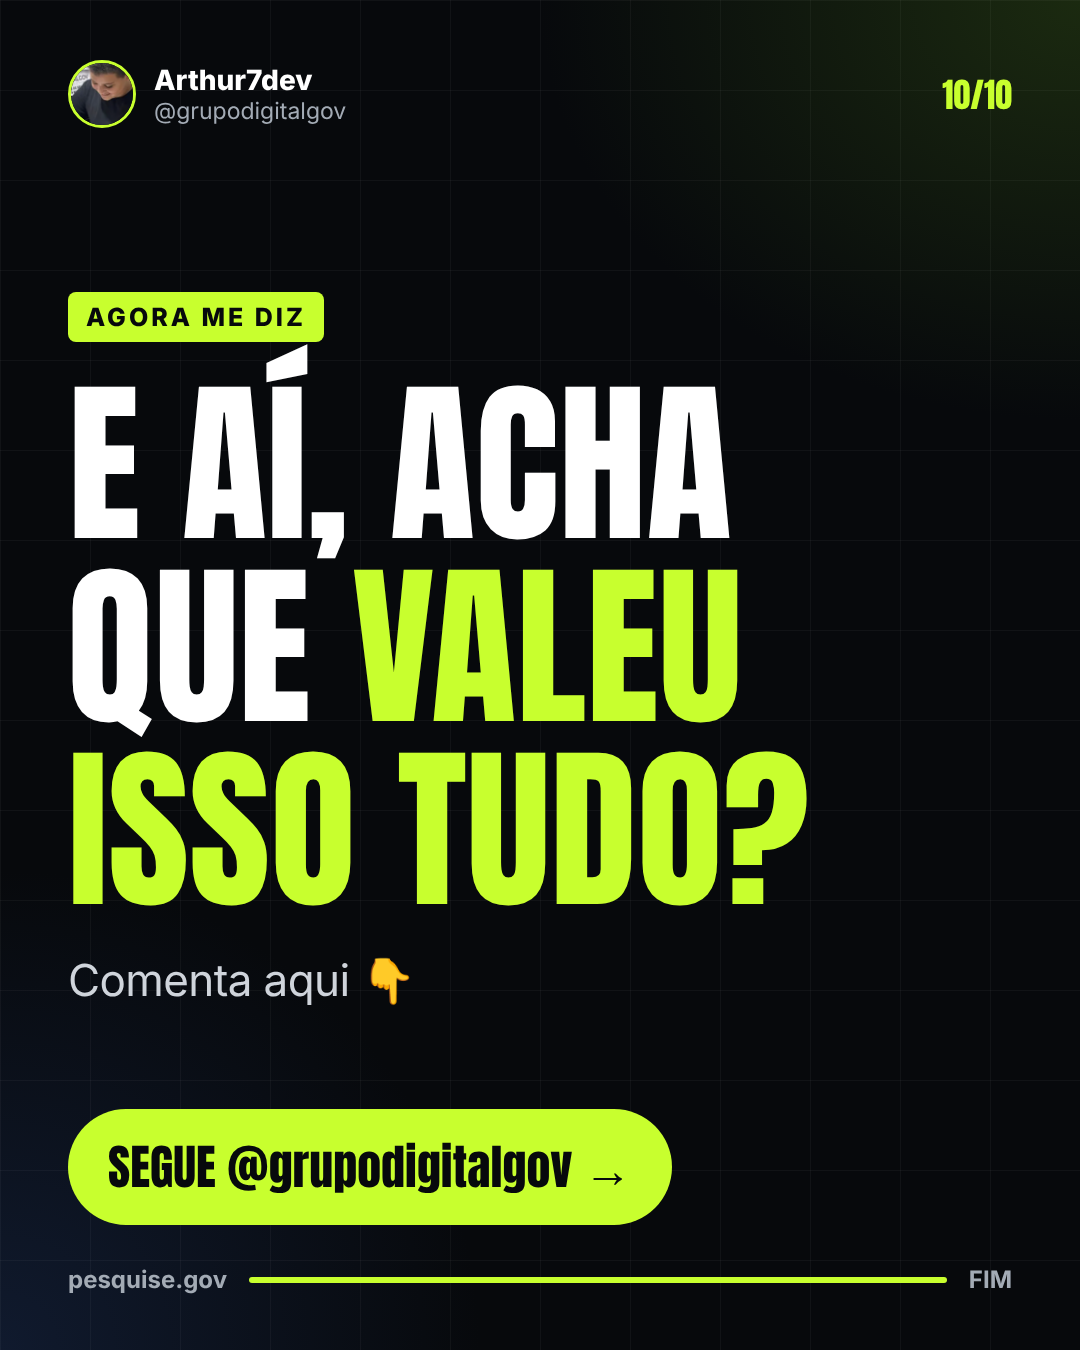 Arthur7dev
@grupodigitalgov
10/10
AGORA ME DIZ
E AÍ, ACHA
QUE VALEU
ISSO TUDO?
Comenta aqui 👇
SEGUE @grupodigitalgov →
pesquise.gov
FIM